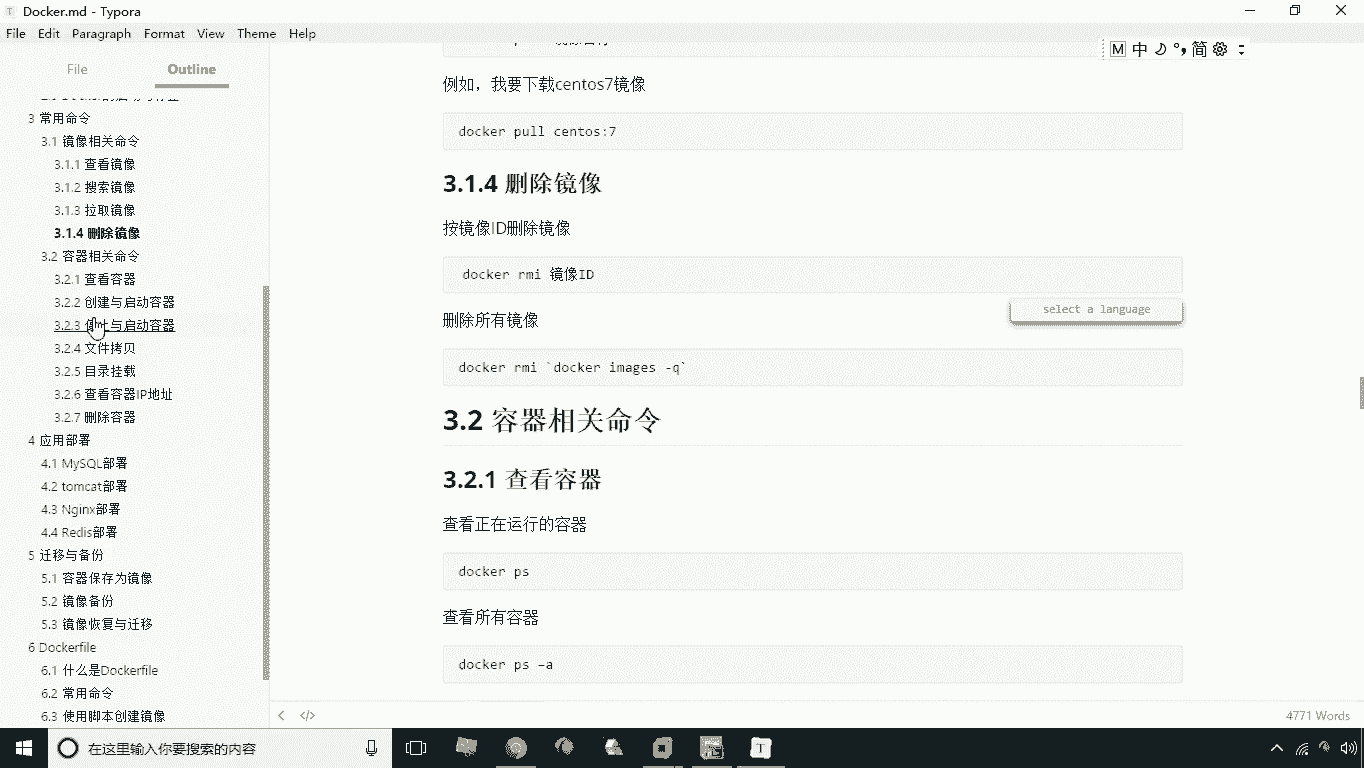 Docker.md - Typora
File Edit Paragraph Format View Theme Help
File
Outline
3 常用命令
3.1 镜像相关命令
3.1.1 查看镜像
3.1.2 搜索镜像
3.1.3 拉取镜像
3.1.4 删除镜像
3.2 容器相关命令
3.2.1 查看容器
3.2.2 创建与启动容器
3.2.3 停止与启动容器
3.2.4 文件拷贝
3.2.5 目录挂载
3.2.6 查看容器IP地址
3.2.7 删除容器
4 应用部署
4.1 MySQL部署
4.2 tomcat部署
4.3 Nginx部署
4.4 Redis部署
5 迁移与备份
5.1 容器保存为镜像
5.2 镜像备份
5.3 镜像恢复与迁移
6 Dockerfile
6.1 什么是Dockerfile
6.2 常用命令
6.3 使用脚本创建镜像
M 中 简
例如，我要下载centos7镜像
docker pull centos:7
3.1.4 删除镜像
按镜像ID删除镜像
docker rmi 镜像ID
select a language
删除所有镜像
docker rmi `docker images -q`
3.2 容器相关命令
3.2.1 查看容器
查看正在运行的容器
docker ps
查看所有容器
docker ps –a
4771 Words
在这里输入你要搜索的内容
T